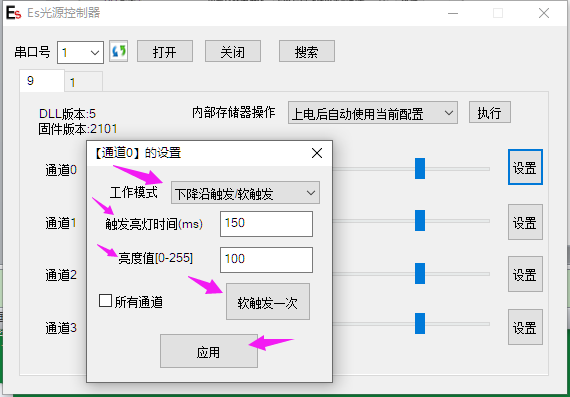 Es
Es光源控制器
串口号 1 打开 关闭 搜索
9 1
DLL版本:5
固件版本:2101
内部存储器操作 上电后自动使用当前配置 执行
通道0 设置
通道1 设置
通道2 设置
通道3 设置
【通道0】的设置
工作模式 下降沿触发/软触发
触发亮灯时间(ms) 150
亮度值[0-255] 100
所有通道 软触发一次
应用